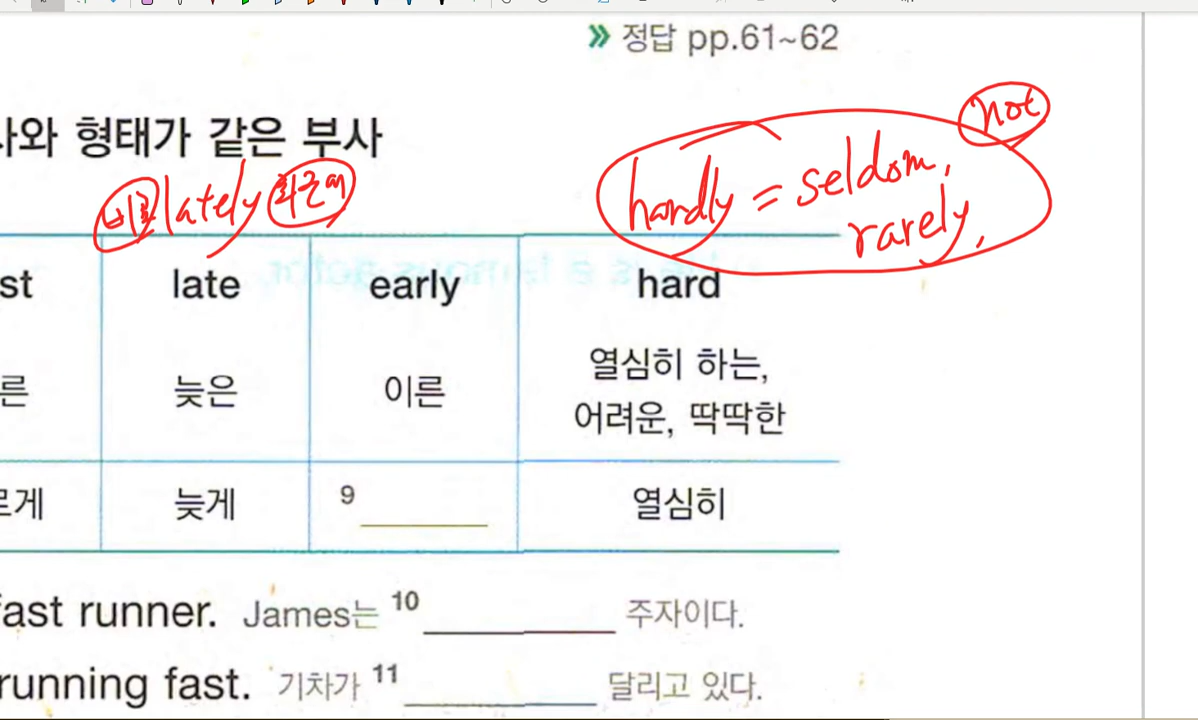 » 정답 pp.61~62
사와 형태가 같은 부사
not
hardly = seldom,
rarely,
비교 lately 최근에
st late early hard
른 늦은 이른 열심히 하는,
어려운, 딱딱한
르게 늦게 9 ______ 열심히
fast runner. James는 10 ______ 주자이다.
running fast. 기차가 11 ______ 달리고 있다.